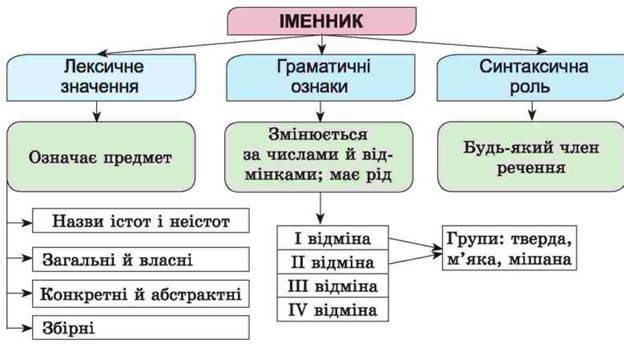 ІМЕННИК
Лексичне
значення
Граматичні
ознаки
Синтаксична
роль
Означає предмет
Змінюється
за числами й від-
мінками; має рід
Будь-який член
речення
Назви істот і неістот
Загальні й власні
Конкретні й абстрактні
Збірні
І відміна
ІІ відміна
ІІІ відміна
IV відміна
Групи: тверда,
м’яка, мішана